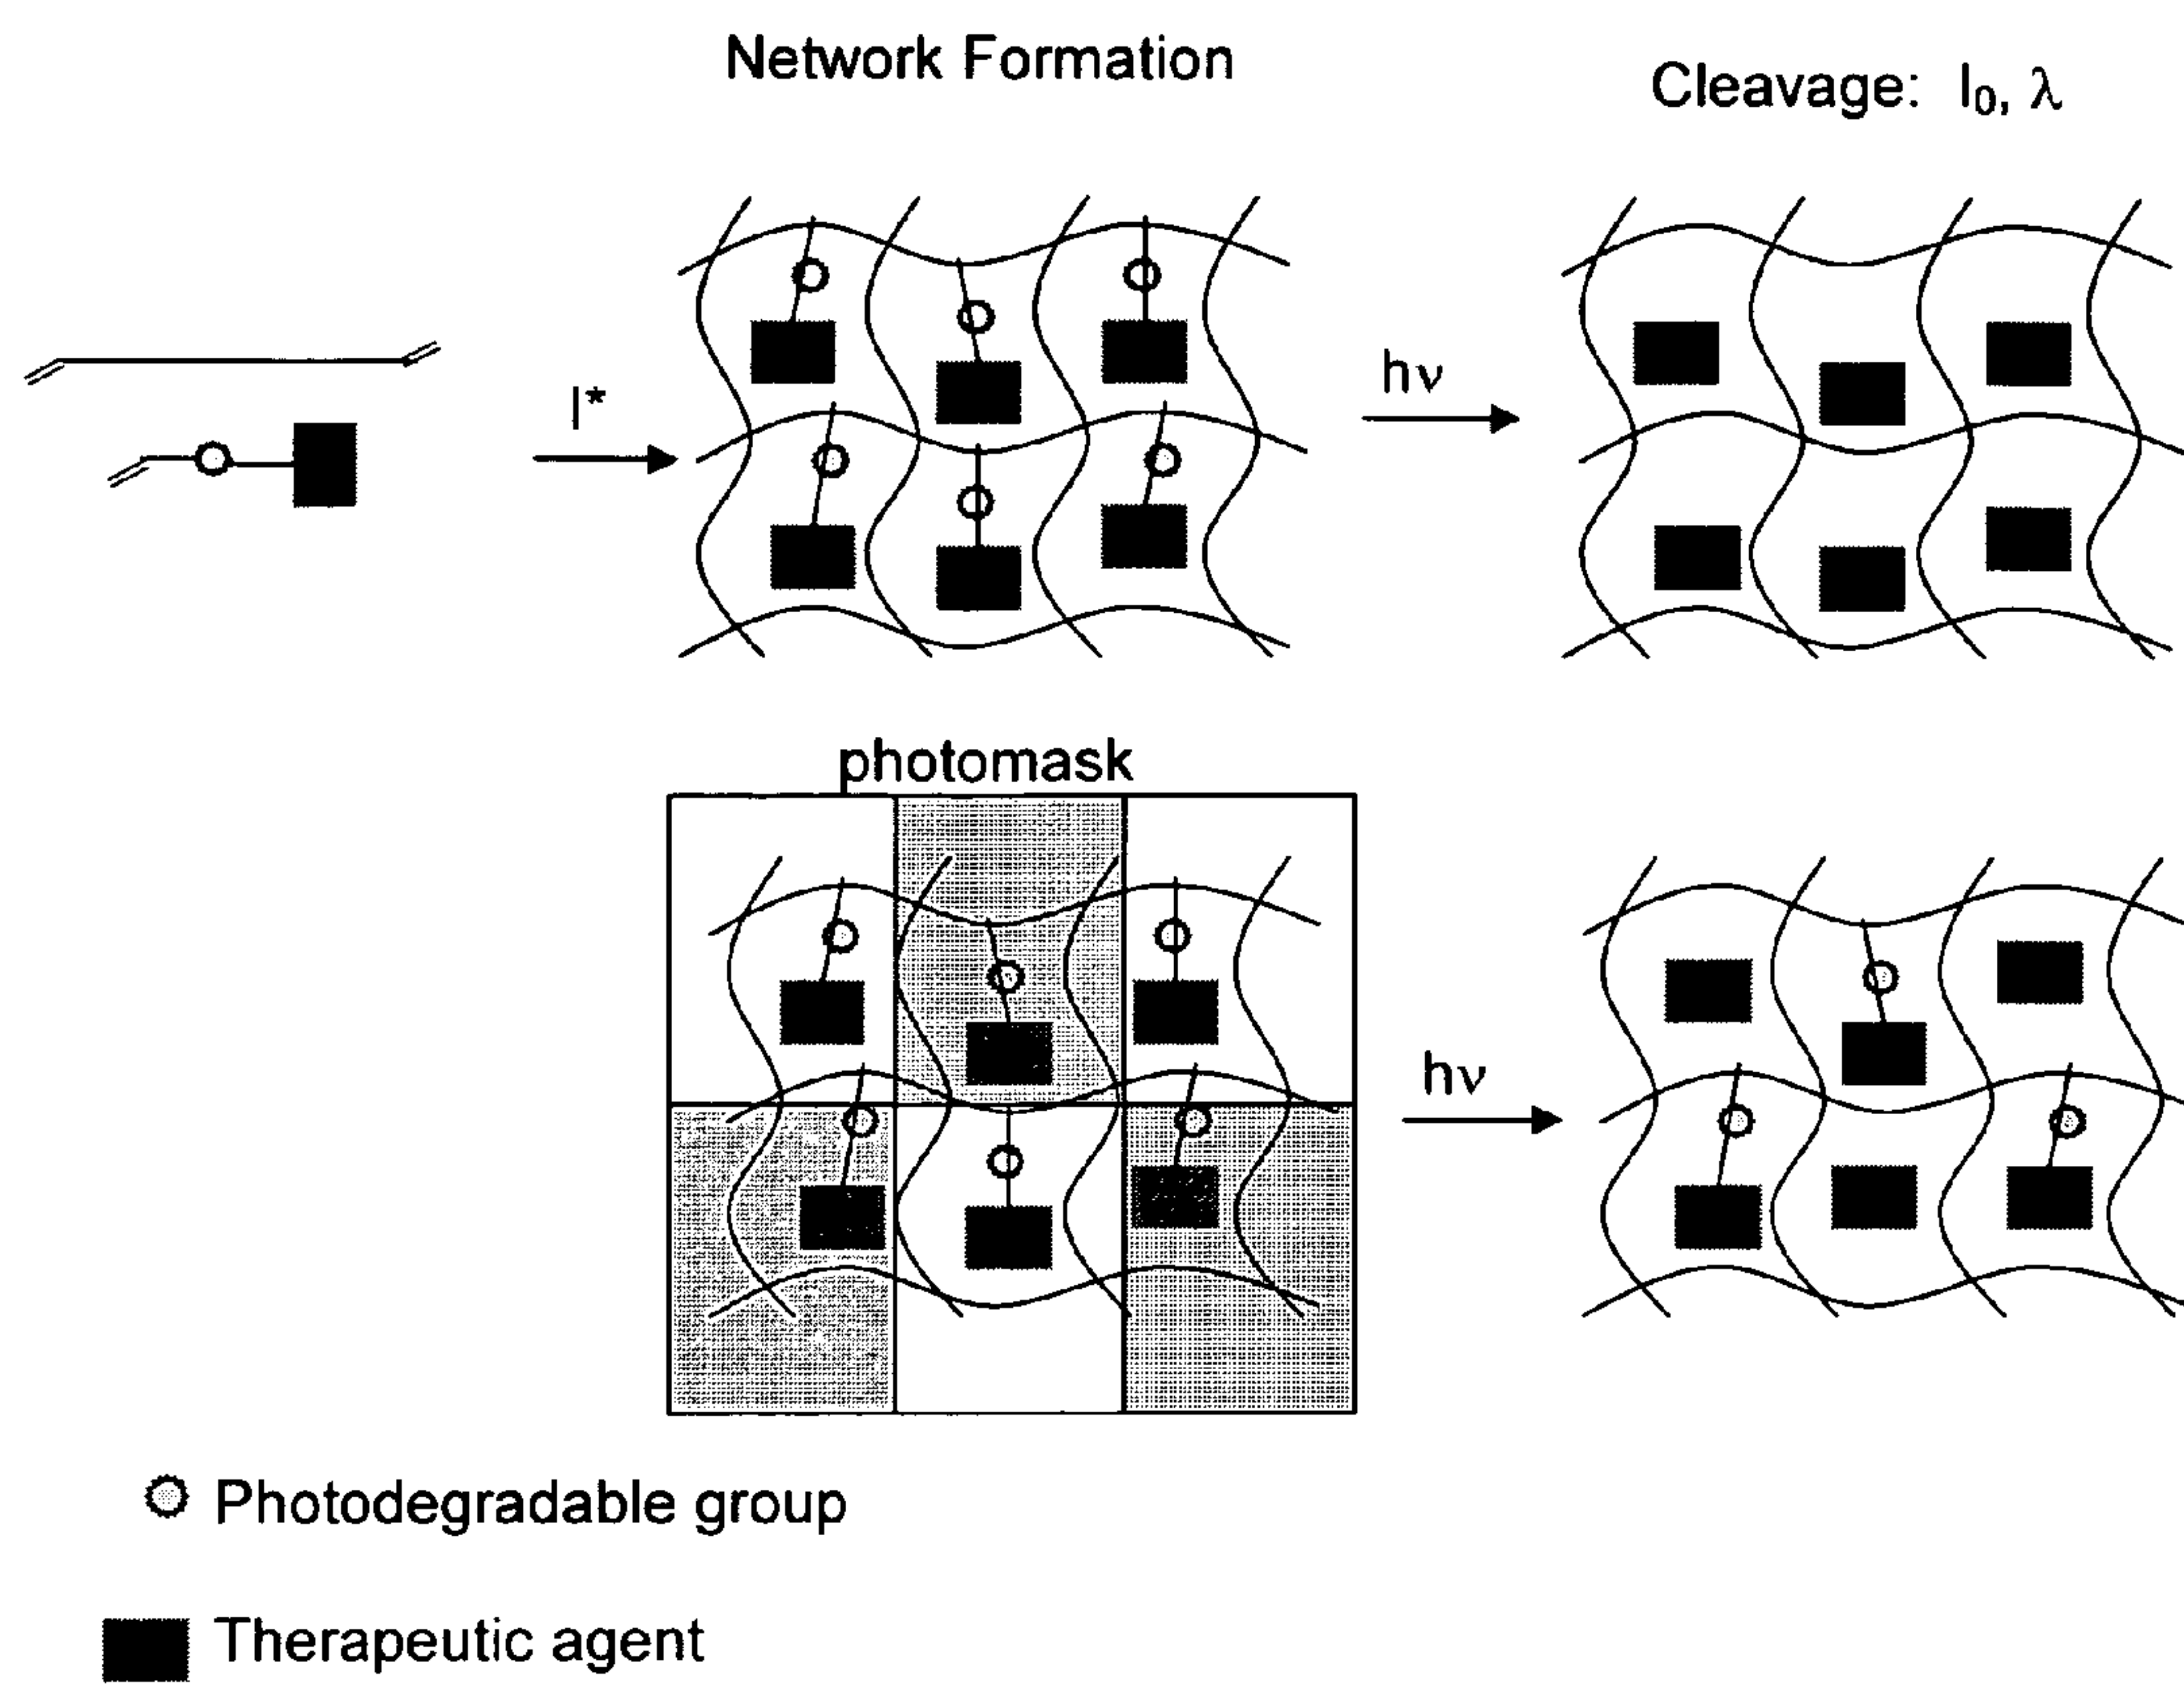 Network Formation
Cleavage: I₀, λ
I*
hν
photomask
hν
Photodegradable group
Therapeutic agent